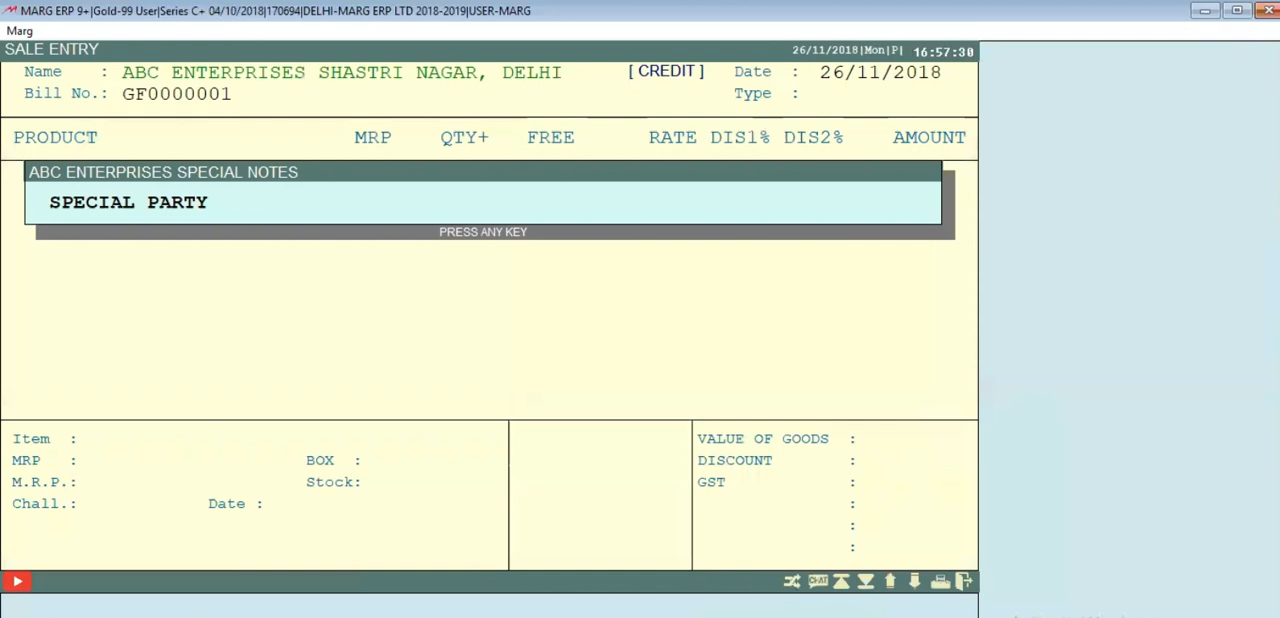 MARG ERP 9+|Gold-99 User|Series C+ 04/10/2018|170694|DELHI-MARG ERP LTD 2018-2019|USER-MARG
Marg
SALE ENTRY 26/11/2018|Mon|P| 16:57:30
Name : ABC ENTERPRISES SHASTRI NAGAR, DELHI [ CREDIT ] Date : 26/11/2018
Bill No.: GF0000001 Type :
PRODUCT MRP QTY+ FREE RATE DIS1% DIS2% AMOUNT
ABC ENTERPRISES SPECIAL NOTES
SPECIAL PARTY
PRESS ANY KEY
Item : VALUE OF GOODS :
MRP : BOX : DISCOUNT :
M.R.P.: Stock: GST :
Chall.: Date : :
:
:
CHAT